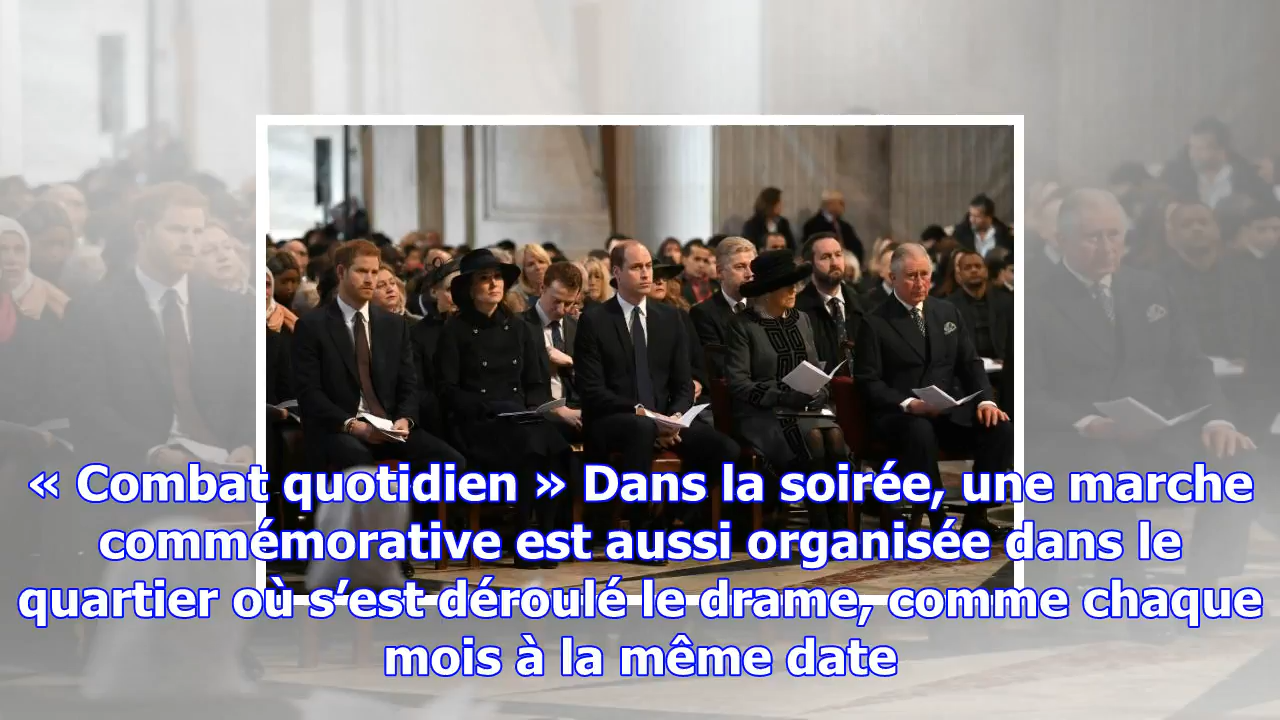 « Combat quotidien » Dans la soirée, une marche
commémorative est aussi organisée dans le
quartier où s’est déroulé le drame, comme chaque
mois à la même date